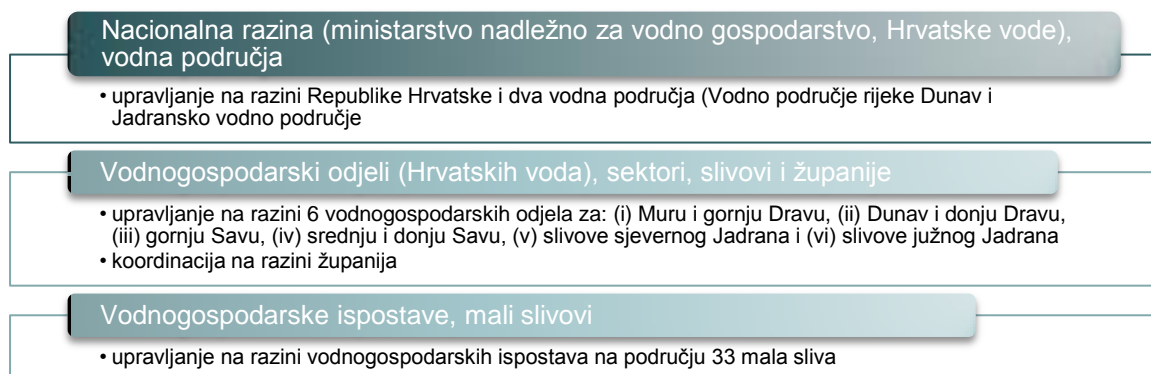 Nacionalna razina (ministarstvo nadležno za vodno gospodarstvo, Hrvatske vode),
vodna područja
• upravljanje na razini Republike Hrvatske i dva vodna područja (Vodno područje rijeke Dunav i
Jadransko vodno područje
Vodnogospodarski odjeli (Hrvatskih voda), sektori, slivovi i županije
• upravljanje na razini 6 vodnogospodarskih odjela za: (i) Muru i gornju Dravu, (ii) Dunav i donju Dravu,
(iii) gornju Savu, (iv) srednju i donju Savu, (v) slivove sjevernog Jadrana i (vi) slivove južnog Jadrana
• koordinacija na razini županija
Vodnogospodarske ispostave, mali slivovi
• upravljanje na razini vodnogospodarskih ispostava na području 33 mala sliva